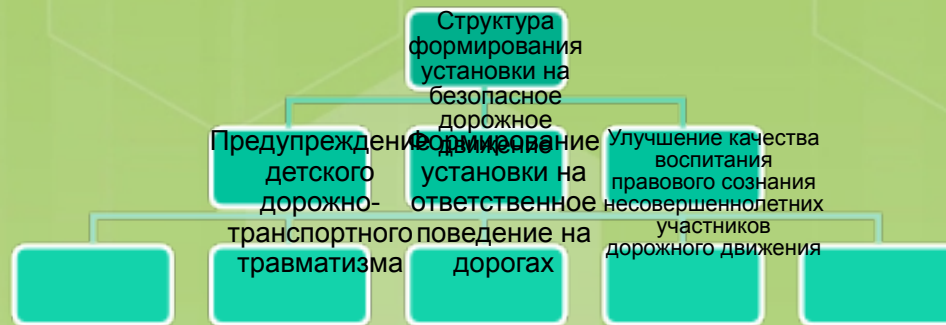 Структура
формирования
установки на
безопасное
дорожное
движение
Предупреждение
детского
дорожно-
транспортного
травматизма
Формирование
установки на
ответственное
поведение на
дорогах
Улучшение качества
воспитания
правового сознания
несовершеннолетних
участников
дорожного движения